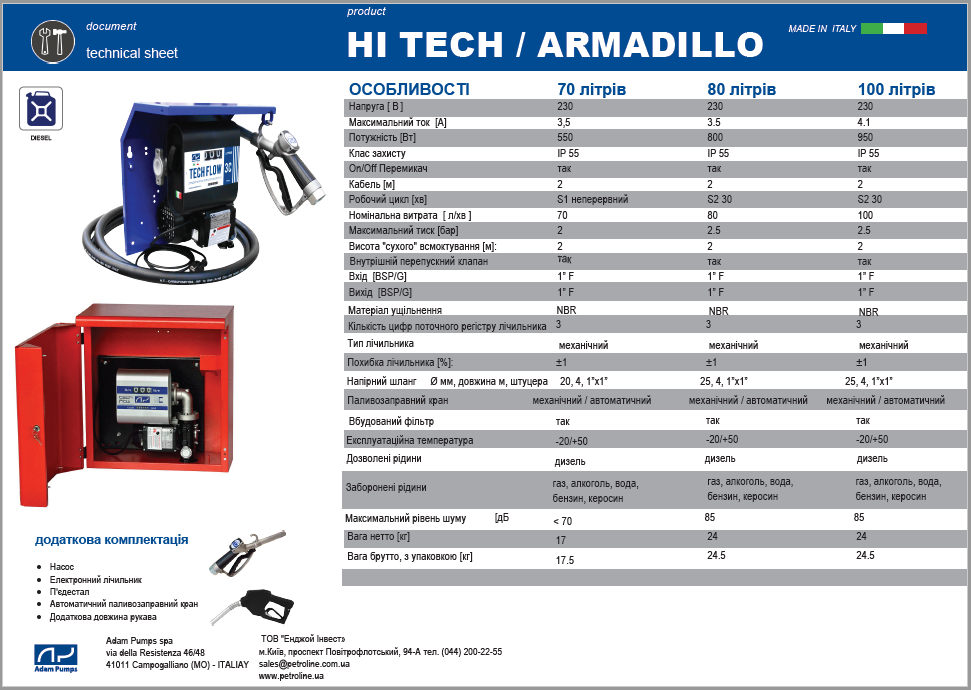 document
technical sheet
product
HI TECH / ARMADILLO
MADE IN ITALY
DIESEL
TECH FLOW 3C
ОСОБЛИВОСТІ 70 літрів 80 літрів 100 літрів
Напруга [ В ] 230 230 230
Максимальний ток [А] 3,5 3.5 4.1
Потужність [Вт] 550 800 950
Клас захисту IP 55 IP 55 IP 55
On/Off Перемикач так так так
Кабель [м] 2 2 2
Робочий цикл [хв] S1 неперервний S2 30 S2 30
Номінальна витрата [ л/хв ] 70 80 100
Максимальний тиск [бар] 2 2.5 2.5
Висота "сухого" всмоктування [м]: 2 2 2
Внутрішній перепускний клапан так так так
Вхід [BSP/G] 1" F 1" F 1" F
Вихід [BSP/G] 1" F 1" F 1" F
Матеріал ущільнення NBR NBR NBR
Кількість цифр поточного регістру лічильника 3 3 3
Тип лічильника механічний механічний механічний
Похибка лічильника [%]: ±1 ±1 ±1
Напірний шланг Ø мм, довжина м, штуцера 20, 4, 1"x1" 25, 4, 1"x1" 25, 4, 1"x1"
Паливозаправний кран механічний / автоматичний механічний / автоматичний механічний / автоматичний
Вбудований фільтр так так так
Експлуатаційна температура -20/+50 -20/+50 -20/+50
Дозволені рідини дизель дизель дизель
Заборонені рідини газ, алкоголь, вода, газ, алкоголь, вода, газ, алкоголь, вода,
бензин, керосин бензин, керосин бензин, керосин
Максимальний рівень шуму [дБ < 70 85 85
Вага нетто [кг] 17 24 24
Вага брутто, з упаковкою [кг] 17.5 24.5 24.5
додаткова комплектація
• Насос
• Електронний лічильник
• П'єдестал
• Автоматичний паливозаправний кран
• Додаткова довжина рукава
Adam Pumps
Adam Pumps spa
via della Resistenza 46/48
41011 Campogalliano (MO) - ITALIAY
ТОВ "Енджой Інвест»
м.Київ, проспект Повітрофлотський, 94-А тел. (044) 200-22-55
sales@petroline.com.ua
www.petroline.ua